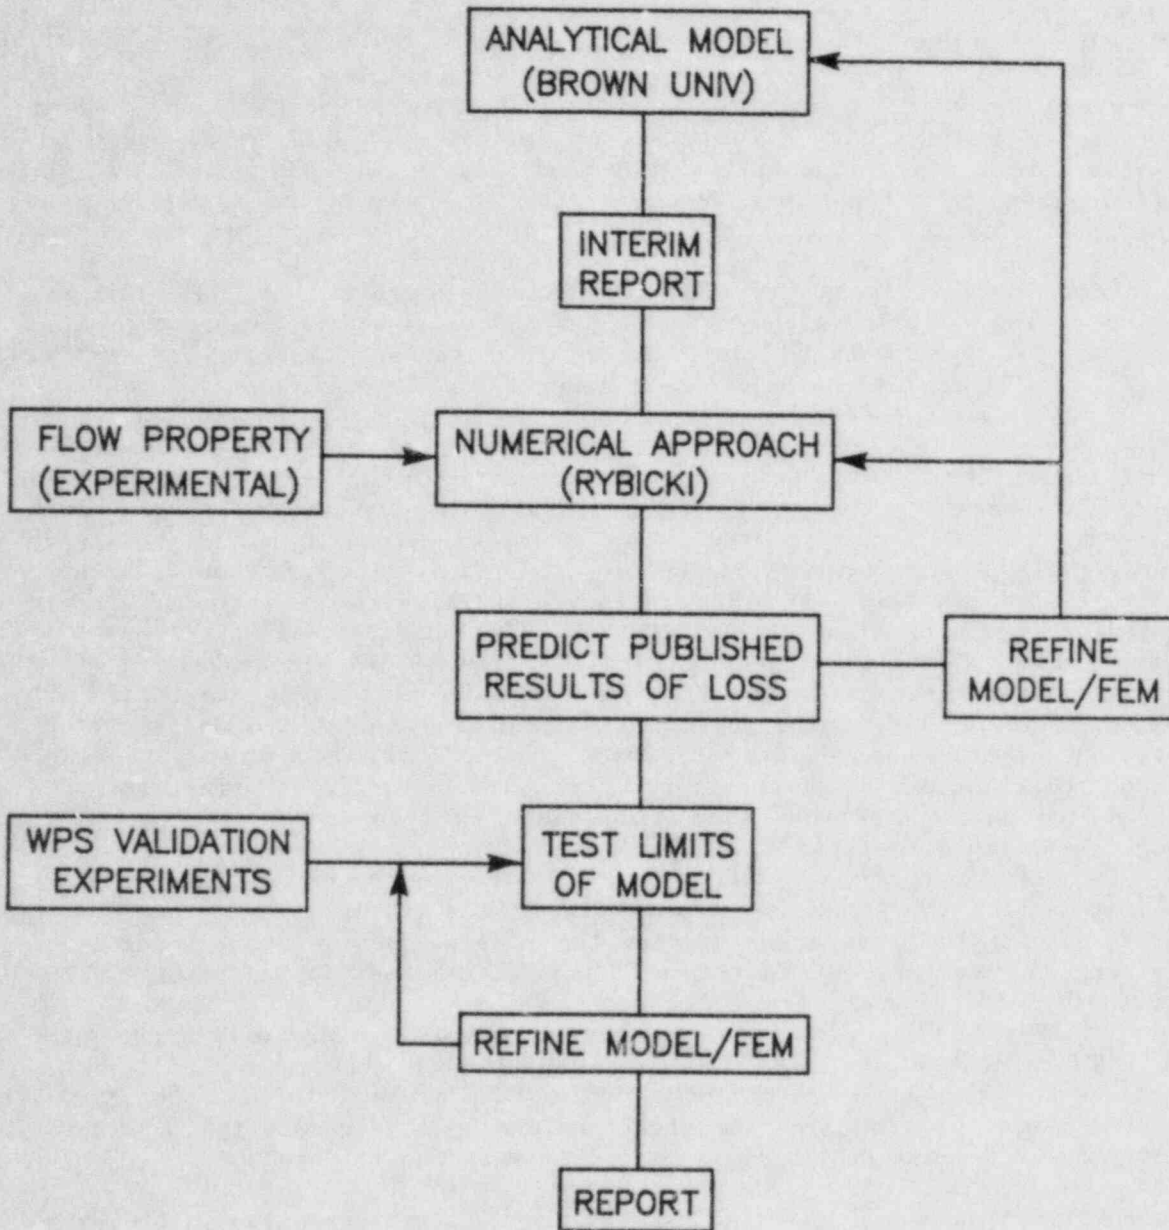 ANALYTICAL MODEL
(BROWN UNIV)
INTERIM
REPORT
FLOW PROPERTY
(EXPERIMENTAL)
NUMERICAL APPROACH
(RYBICKI)
PREDICT PUBLISHED
RESULTS OF LOSS
REFINE
MODEL/FEM
WPS VALIDATION
EXPERIMENTS
TEST LIMITS
OF MODEL
REFINE MODEL/FEM
REPORT